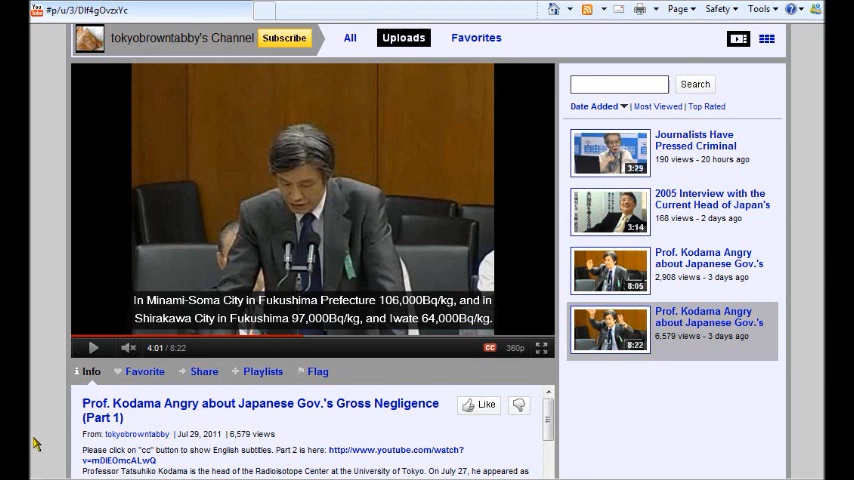 You Tube
#p/u/3/Dlf4gOvzxYc
Page
Safety
Tools
tokyobrowntabby's Channel
Subscribe
All
Uploads
Favorites
In Minami-Soma City in Fukushima Prefecture 106,000Bq/kg, and in
Shirakawa City in Fukushima 97,000Bq/kg, and Iwate 64,000Bq/kg.
4:01 / 8:22
CC
360p
Info
Favorite
Share
Playlists
Flag
Prof. Kodama Angry about Japanese Gov.'s Gross Negligence
(Part 1)
Like
From: tokyobrowntabby | Jul 29, 2011 | 6,579 views
Please click on "cc" button to show English subtitles. Part 2 is here: http://www.youtube.com/watch?
v=mDlEOmcALwQ
Professor Tatsuhiko Kodama is the head of the Radioisotope Center at the University of Tokyo. On July 27, he appeared as
Search
Date Added | Most Viewed | Top Rated
Journalists Have
Pressed Criminal
190 views - 20 hours ago
3:29
2005 Interview with the
Current Head of Japan's
168 views - 2 days ago
3:14
Prof. Kodama Angry
about Japanese Gov.'s
2,908 views - 3 days ago
8:05
Prof. Kodama Angry
about Japanese Gov.'s
6,579 views - 3 days ago
8:22